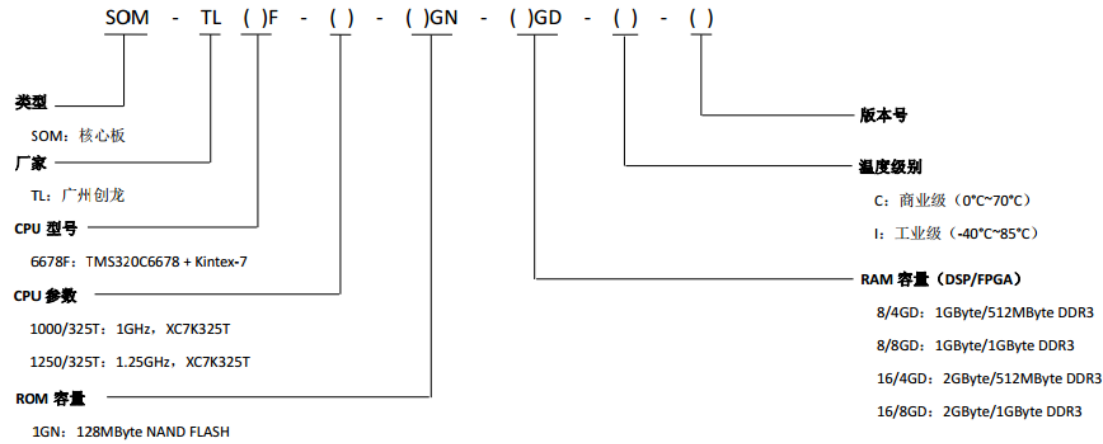 SOM - TL ( )F - ( ) - ( )GN - ( )GD - ( ) - ( )
类型
SOM：核心板
厂家
TL：广州创龙
CPU 型号
6678F：TMS320C6678 + Kintex-7
CPU 参数
1000/325T：1GHz，XC7K325T
1250/325T：1.25GHz，XC7K325T
ROM 容量
1GN：128MByte NAND FLASH
版本号
温度级别
C：商业级（0°C~70°C）
I：工业级（-40°C~85°C）
RAM 容量（DSP/FPGA）
8/4GD：1GByte/512MByte DDR3
8/8GD：1GByte/1GByte DDR3
16/4GD：2GByte/512MByte DDR3
16/8GD：2GByte/1GByte DDR3